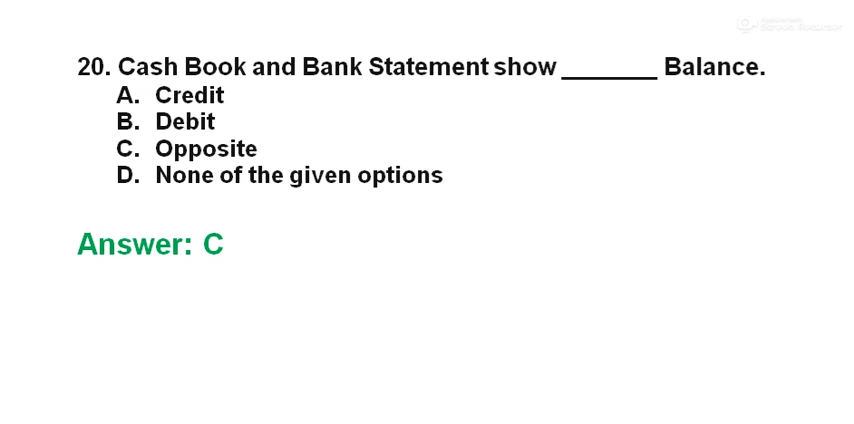 20. Cash Book and Bank Statement show _______ Balance.
A. Credit
B. Debit
C. Opposite
D. None of the given options
Answer: C